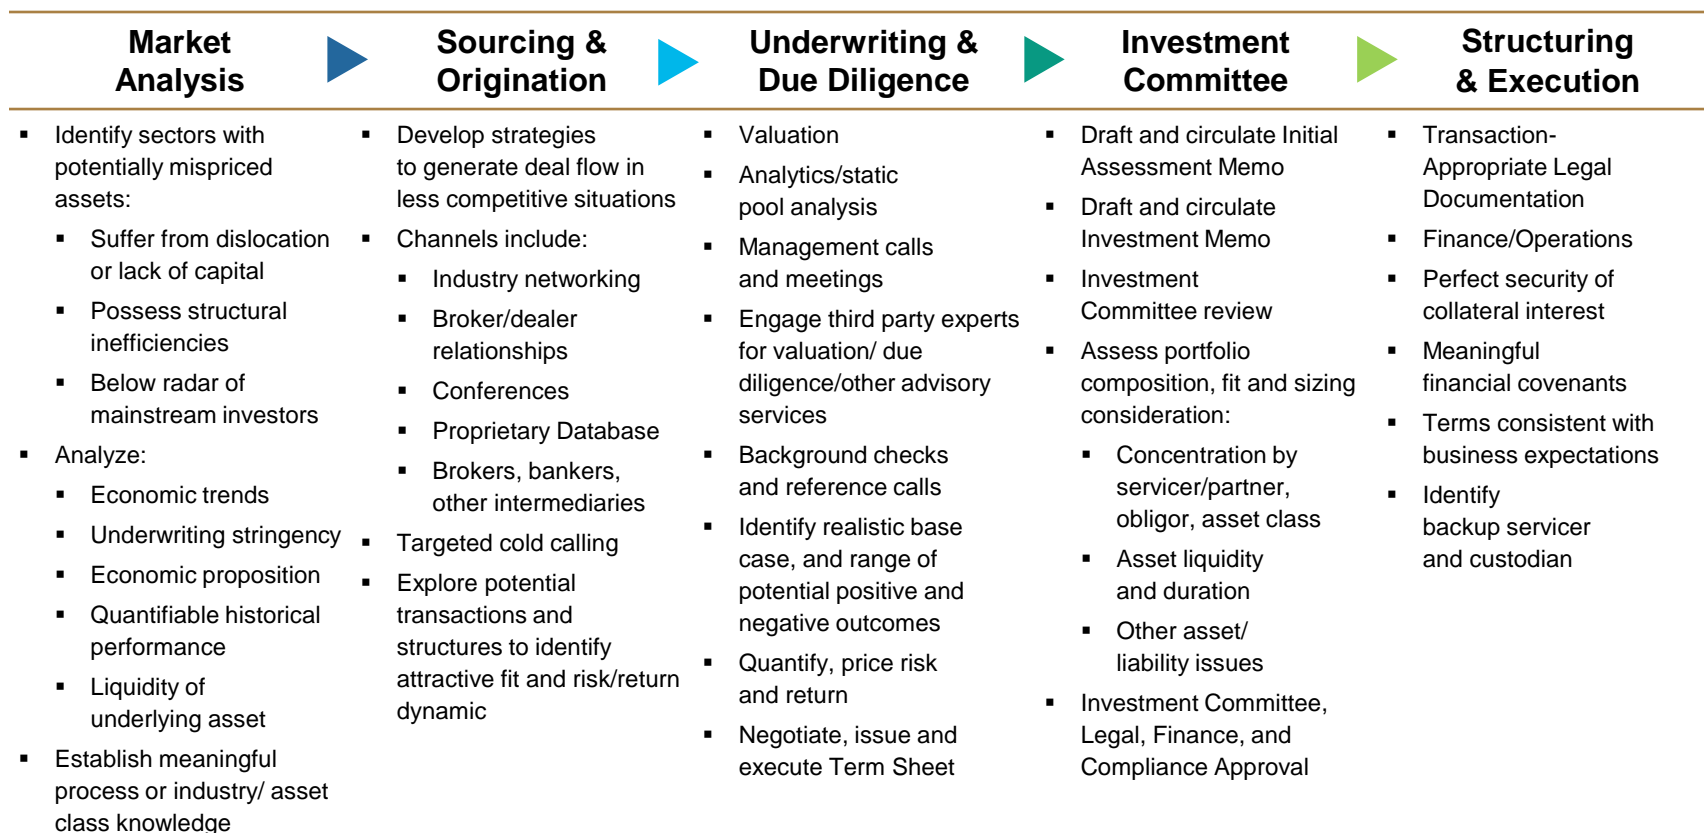 Market
Analysis
Sourcing &
Origination
Underwriting &
Due Diligence
Investment
Committee
Structuring
& Execution
▪ Identify sectors with
potentially mispriced
assets:
▪ Suffer from dislocation
or lack of capital
▪ Possess structural
inefficiencies
▪ Below radar of
mainstream investors
▪ Analyze:
▪ Economic trends
▪ Underwriting stringency
▪ Economic proposition
▪ Quantifiable historical
performance
▪ Liquidity of
underlying asset
▪ Establish meaningful
process or industry/ asset
class knowledge
▪ Develop strategies
to generate deal flow in
less competitive situations
▪ Channels include:
▪ Industry networking
▪ Broker/dealer
relationships
▪ Conferences
▪ Proprietary Database
▪ Brokers, bankers,
other intermediaries
▪ Targeted cold calling
▪ Explore potential
transactions and
structures to identify
attractive fit and risk/return
dynamic
▪ Valuation
▪ Analytics/static
pool analysis
▪ Management calls
and meetings
▪ Engage third party experts
for valuation/ due
diligence/other advisory
services
▪ Background checks
and reference calls
▪ Identify realistic base
case, and range of
potential positive and
negative outcomes
▪ Quantify, price risk
and return
▪ Negotiate, issue and
execute Term Sheet
▪ Draft and circulate Initial
Assessment Memo
▪ Draft and circulate
Investment Memo
▪ Investment
Committee review
▪ Assess portfolio
composition, fit and sizing
consideration:
▪ Concentration by
servicer/partner,
obligor, asset class
▪ Asset liquidity
and duration
▪ Other asset/
liability issues
▪ Investment Committee,
Legal, Finance, and
Compliance Approval
▪ Transaction-
Appropriate Legal
Documentation
▪ Finance/Operations
▪ Perfect security of
collateral interest
▪ Meaningful
financial covenants
▪ Terms consistent with
business expectations
▪ Identify
backup servicer
and custodian